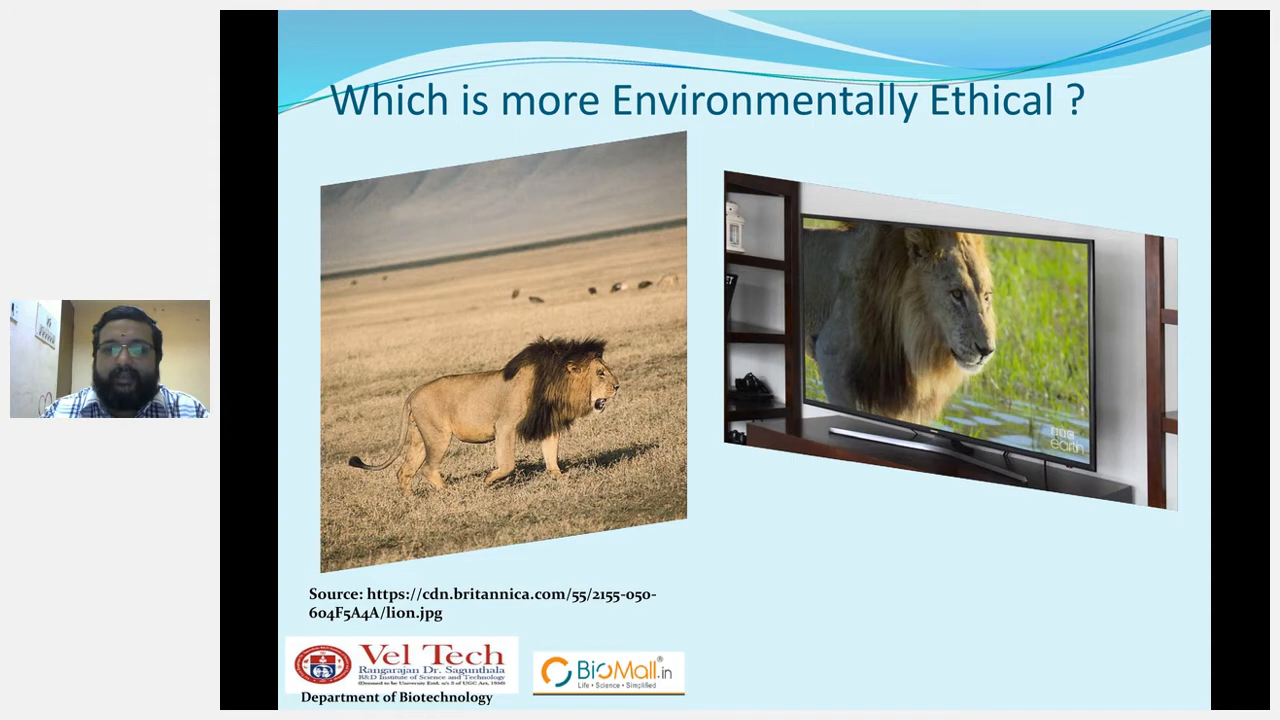 Which is more Environmentally Ethical ?
earth
Source: https://cdn.britannica.com/55/2155-050-
604F5A4A/lion.jpg
Vel Tech
Rangarajan Dr. Sagunthala
R&D Institute of Science and Technology
(Deemed to be University Estd. u/s 3 of UGC Act, 1956)
Department of Biotechnology
BioMall.in
Life • Science • Simplified